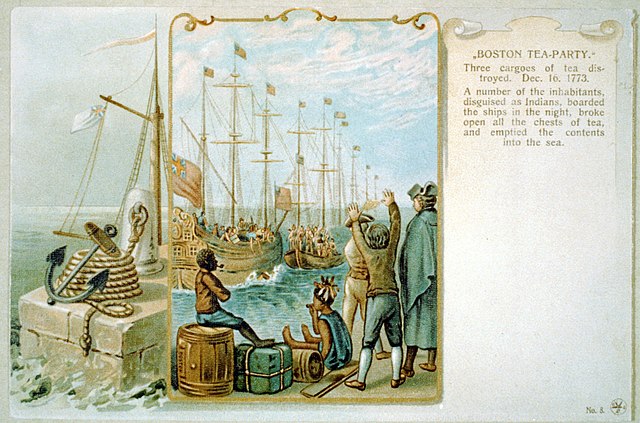 „BOSTON TEA-PARTY.“
Three cargoes of tea des-
troyed. Dec. 16. 1773.
A number of the inhabitants,
disguised as Indians, boarded
the ships in the night, broke
open all the chests of tea,
and emptied the contents
into the sea.
No. 8.